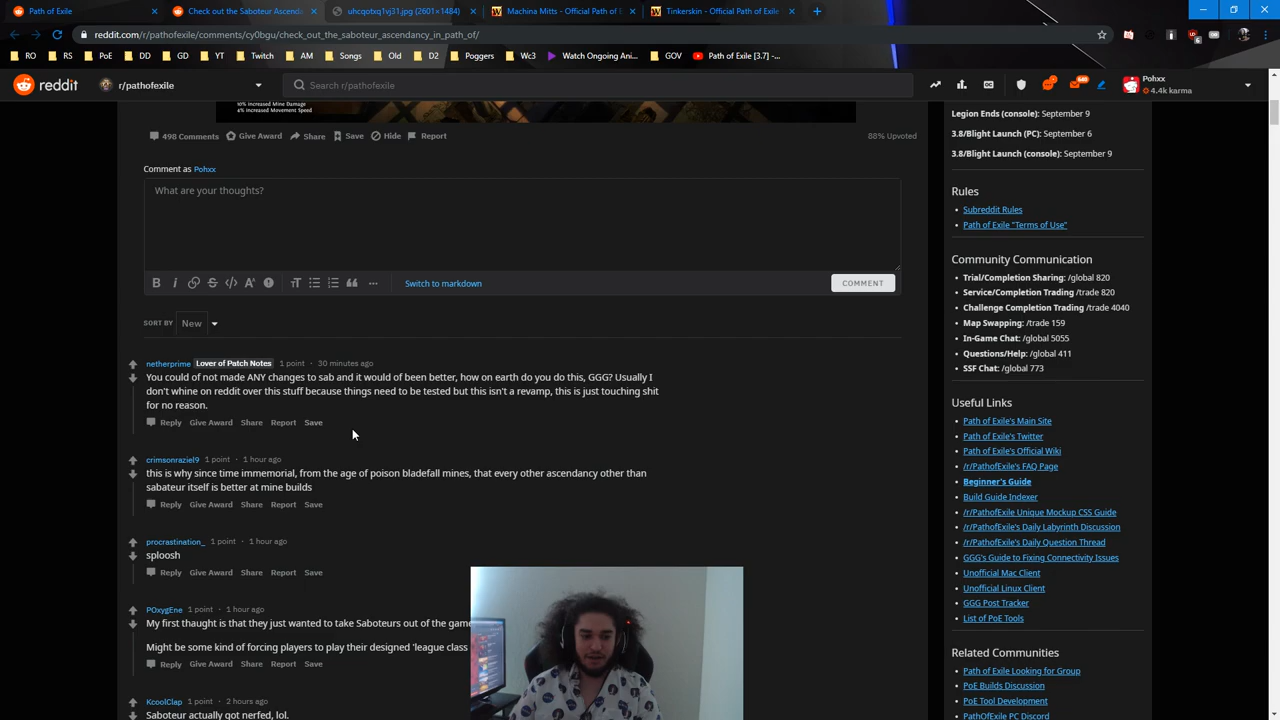 Path of Exile
Check out the Saboteur Ascenda
uhcqotxq1vj31.jpg (2601×1484)
Machina Mitts - Official Path of E
Tinkerskin - Official Path of Exile
reddit.com/r/pathofexile/comments/cy0bgu/check_out_the_saboteur_ascendancy_in_path_of/
RO
RS
PoE
DD
GD
YT
Twitch
AM
Songs
Old
D2
Poggers
Wc3
Watch Ongoing Ani...
GOV
Path of Exile [3.7] -...
reddit
r/pathofexile
Search r/pathofexile
Pohxx
4.4k karma
10% increased Mine Damage
6% increased Movement Speed
498 Comments
Give Award
Share
Save
Hide
Report
88% Upvoted
Comment as Pohxx
What are your thoughts?
Switch to markdown
COMMENT
SORT BY New
netherprime Lover of Patch Notes 1 point · 30 minutes ago
You could of not made ANY changes to sab and it would of been better, how on earth do you do this, GGG? Usually I
don't whine on reddit over this stuff because things need to be tested but this isn't a revamp, this is just touching shit
for no reason.
Reply Give Award Share Report Save
crimsonraziel9 1 point · 1 hour ago
this is why since time immemorial, from the age of poison bladefall mines, that every other ascendancy other than
sabateur itself is better at mine builds
Reply Give Award Share Report Save
procrastination_ 1 point · 1 hour ago
sploosh
Reply Give Award Share Report Save
POxygEne 1 point · 1 hour ago
My first thaught is that they just wanted to take Saboteurs out of the game
Might be some kind of forcing players to play their designed 'league class
Reply Give Award Share Report Save
KcoolClap 1 point · 2 hours ago
Saboteur actually got nerfed, lol.
Legion Ends (console): September 9
3.8/Blight Launch (PC): September 6
3.8/Blight Launch (console): September 9
Rules
Subreddit Rules
Path of Exile "Terms of Use"
Community Communication
Trial/Completion Sharing: /global 820
Service/Completion Trading /trade 820
Challenge Completion Trading /trade 4040
Map Swapping: /trade 159
In-Game Chat: /global 5055
Questions/Help: /global 411
SSF Chat: /global 773
Useful Links
Path of Exile's Main Site
Path of Exile's Twitter
Path of Exile's Official Wiki
/r/PathofExile's FAQ Page
Beginner's Guide
Build Guide Indexer
/r/PathofExile Unique Mockup CSS Guide
/r/PathofExile's Daily Labyrinth Discussion
/r/PathofExile's Daily Question Thread
GGG's Guide to Fixing Connectivity Issues
Unofficial Mac Client
Unofficial Linux Client
GGG Post Tracker
List of PoE Tools
Related Communities
Path of Exile Looking for Group
PoE Builds Discussion
PoE Tool Development
PathOfExile PC Discord